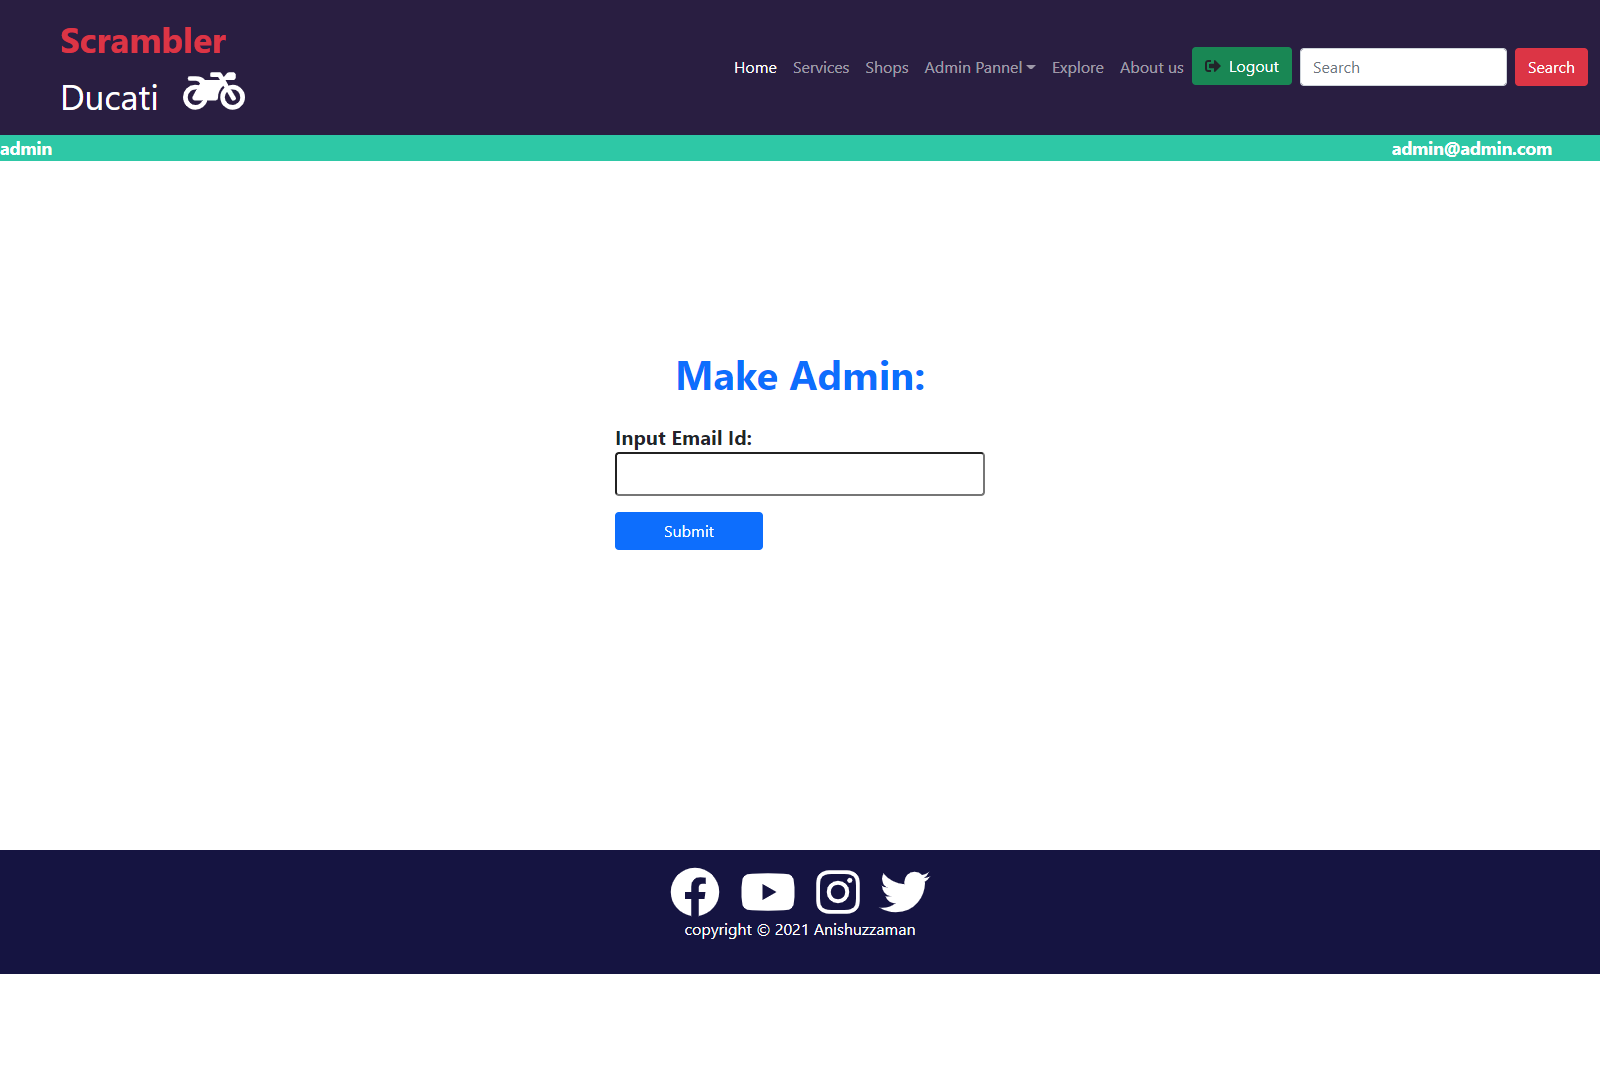 Scrambler
Ducati
Home Services Shops Admin Pannel Explore About us Logout Search Search
admin admin@admin.com
Make Admin:
Input Email Id:
Submit
copyright © 2021 Anishuzzaman